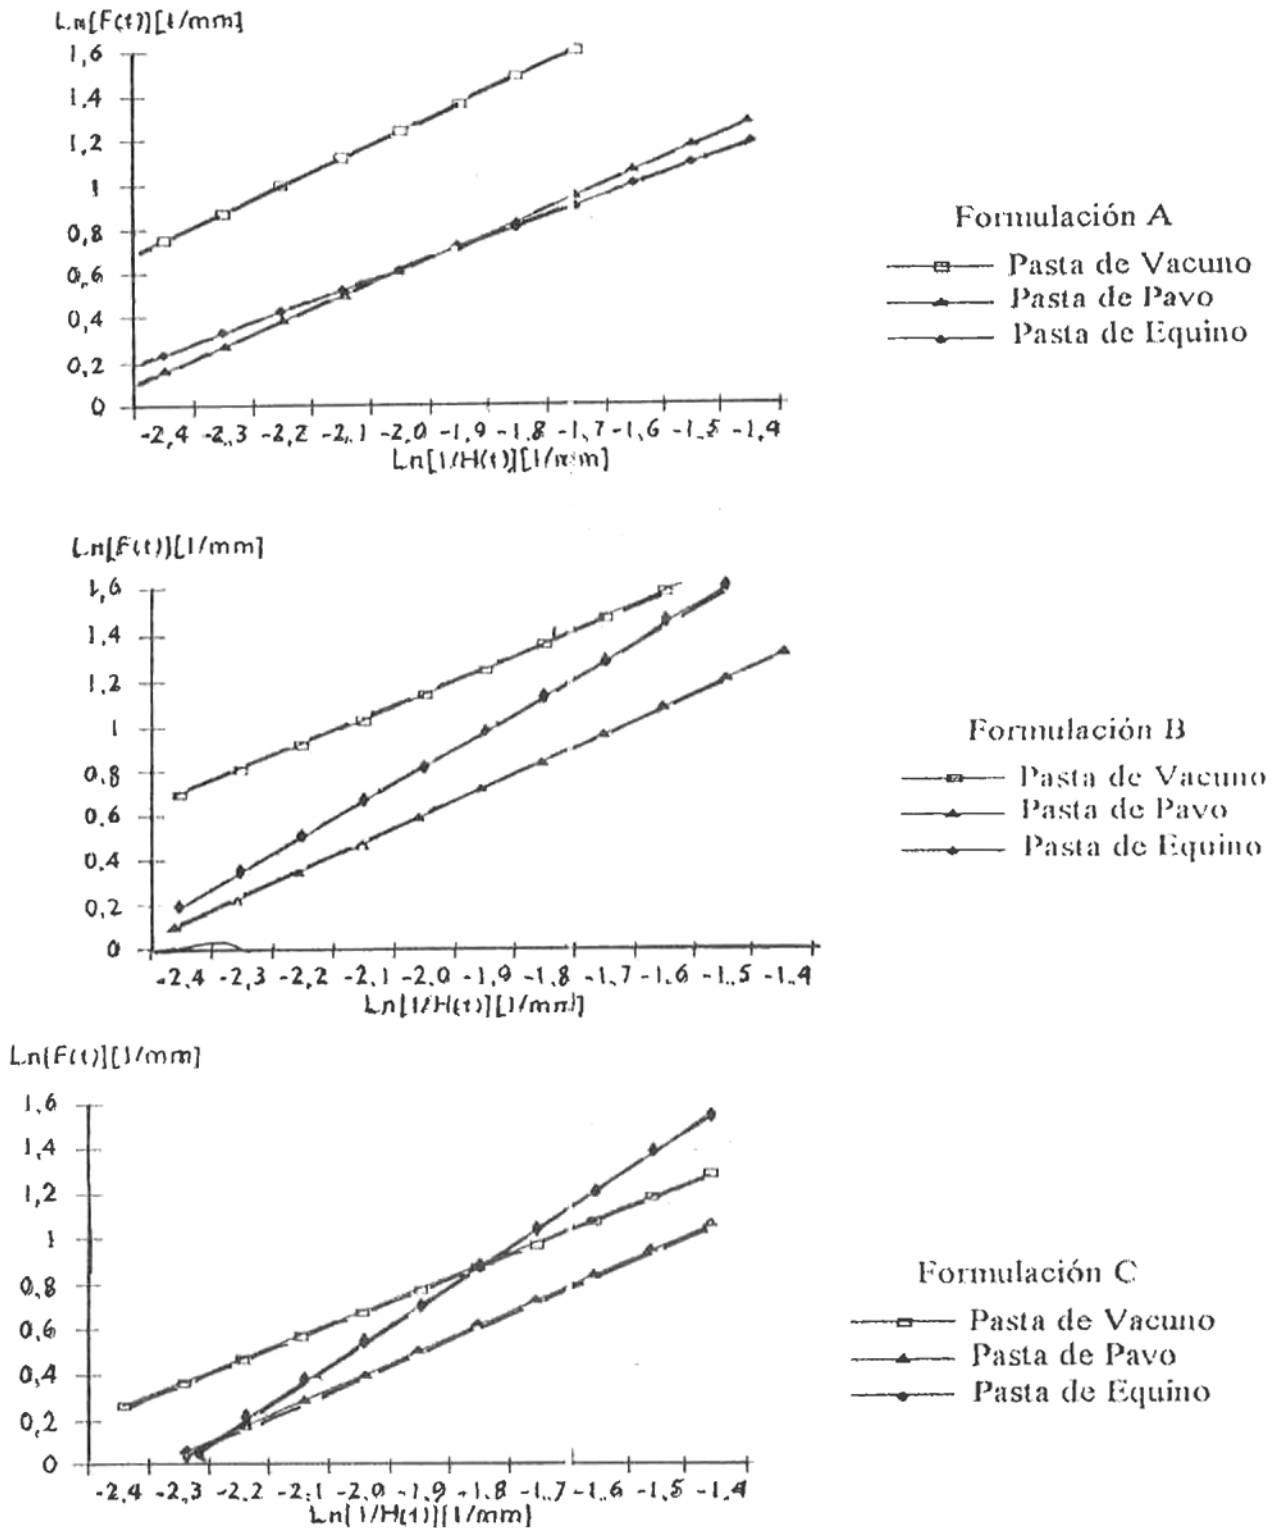 Ln[F(t)][1/mm]
1,6
1,4
1,2
1
0,8
0,6
0,4
0,2
0
-2,4 -2,3 -2,2 -2,1 -2,0 -1,9 -1,8 -1,7 -1,6 -1,5 -1,4
Ln[1/H(t)][1/mm]
Formulación A
Pasta de Vacuno
Pasta de Pavo
Pasta de Equino
Ln[F(t)][1/mm]
1,6
1,4
1,2
1
0,8
0,6
0,4
0,2
0
-2,4 -2,3 -2,2 -2,1 -2,0 -1,9 -1,8 -1,7 -1,6 -1,5 -1,4
Ln[1/H(t)][1/mm]
Formulación B
Pasta de Vacuno
Pasta de Pavo
Pasta de Equino
Ln[F(t)][1/mm]
1,6
1,4
1,2
1
0,8
0,6
0,4
0,2
0
-2,4 -2,3 -2,2 -2,1 -2,0 -1,9 -1,8 -1,7 -1,6 -1,5 -1,4
Ln[1/H(t)][1/mm]
Formulación C
Pasta de Vacuno
Pasta de Pavo
Pasta de Equino